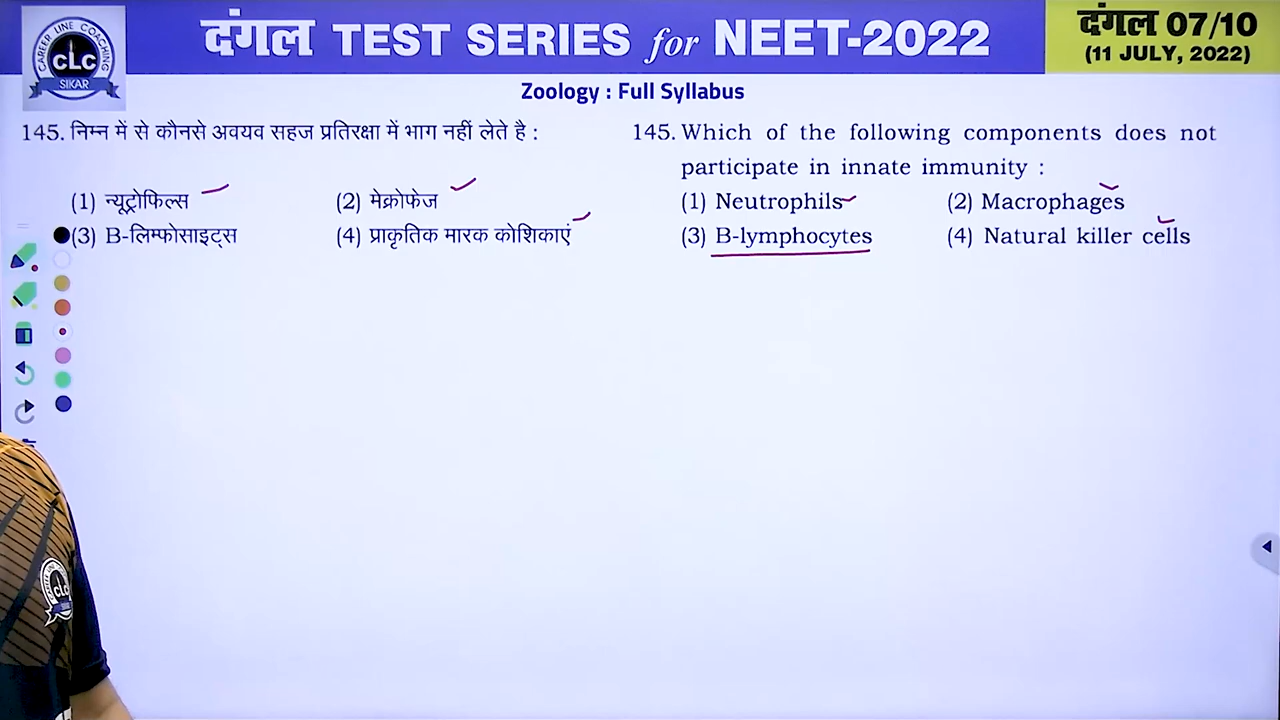 CAREER LINE COACHING
CLC
SIKAR
दंगल TEST SERIES for NEET-2022
दंगल 07/10
(11 JULY, 2022)
Zoology : Full Syllabus
145. निम्न में से कौनसे अवयव सहज प्रतिरक्षा में भाग नहीं लेते है :
(1) न्यूट्रोफिल्स (2) मेक्रोफेज
(3) B-लिम्फोसाइट्स (4) प्राकृतिक मारक कोशिकाएं
145. Which of the following components does not
participate in innate immunity :
(1) Neutrophils (2) Macrophages
(3) B-lymphocytes (4) Natural killer cells
CLC